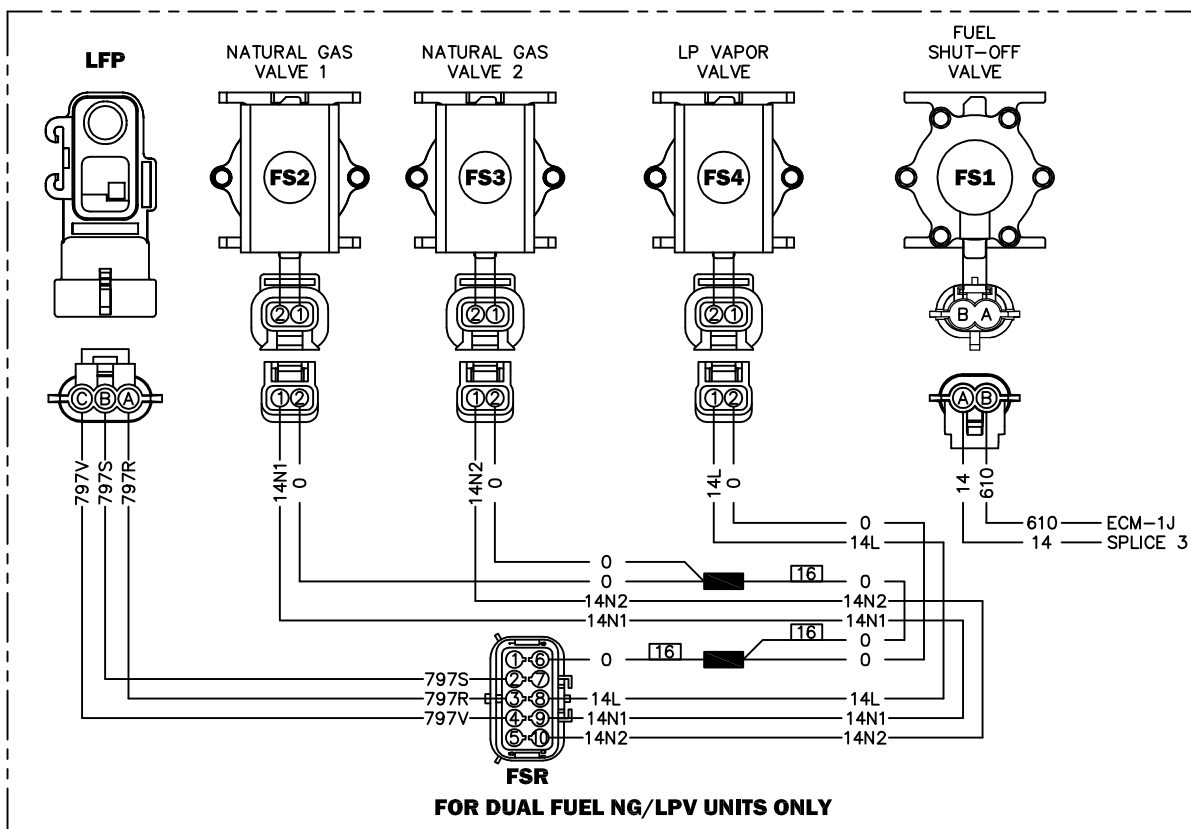 LFP
NATURAL GAS
VALVE 1
NATURAL GAS
VALVE 2
LP VAPOR
VALVE
FUEL
SHUT-OFF
VALVE
FS2
FS3
FS4
FS1
2 1
2 1
2 1
B A
C B A
1 2
1 2
1 2
A B
797V
797S
797R
14N1
0
14N2
0
14L
0
14
610
0
610 ECM-1J
14L
14 SPLICE 3
0
0 16 0
14N2 14N2
14N1 14N1
16 0
0 16 0
1 6
797S 2 7
797R 3 8 14L 14L
797V 4 9 14N1 14N1
5 10 14N2 14N2
FSR
FOR DUAL FUEL NG/LPV UNITS ONLY